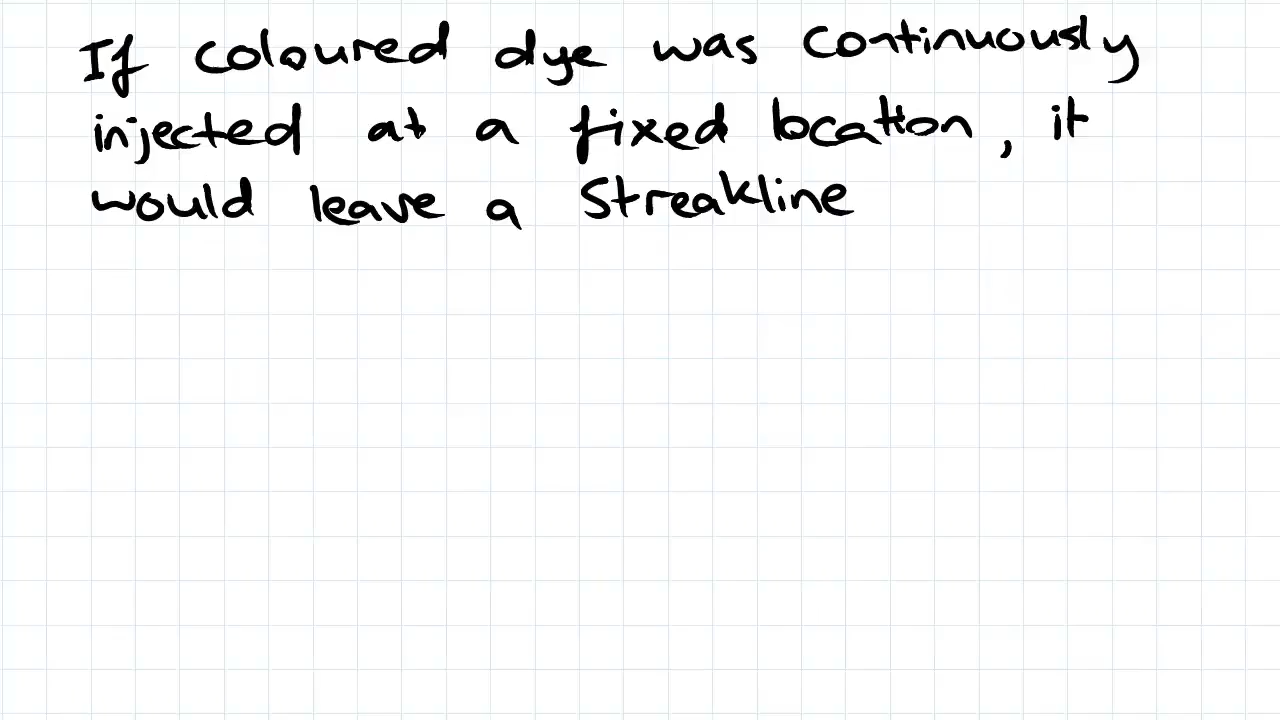 If coloured dye was continuously
injected at a fixed location, it
would leave a Streakline